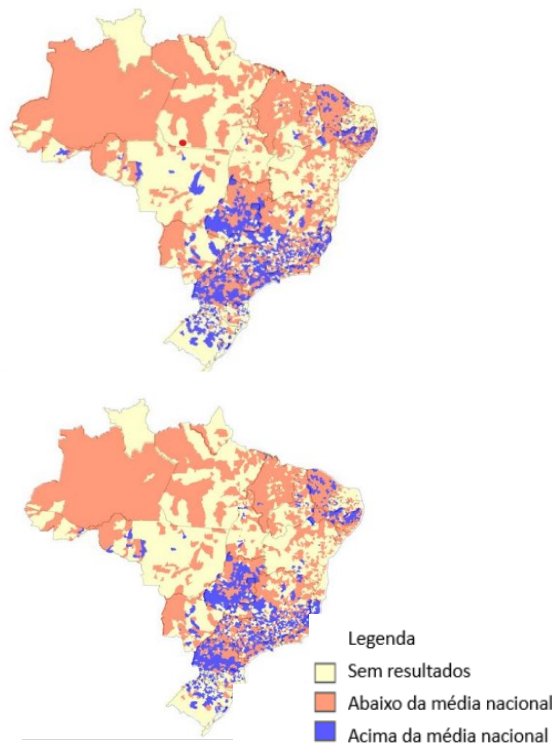 Legenda
Sem resultados
Abaixo da média nacional
Acima da média nacional